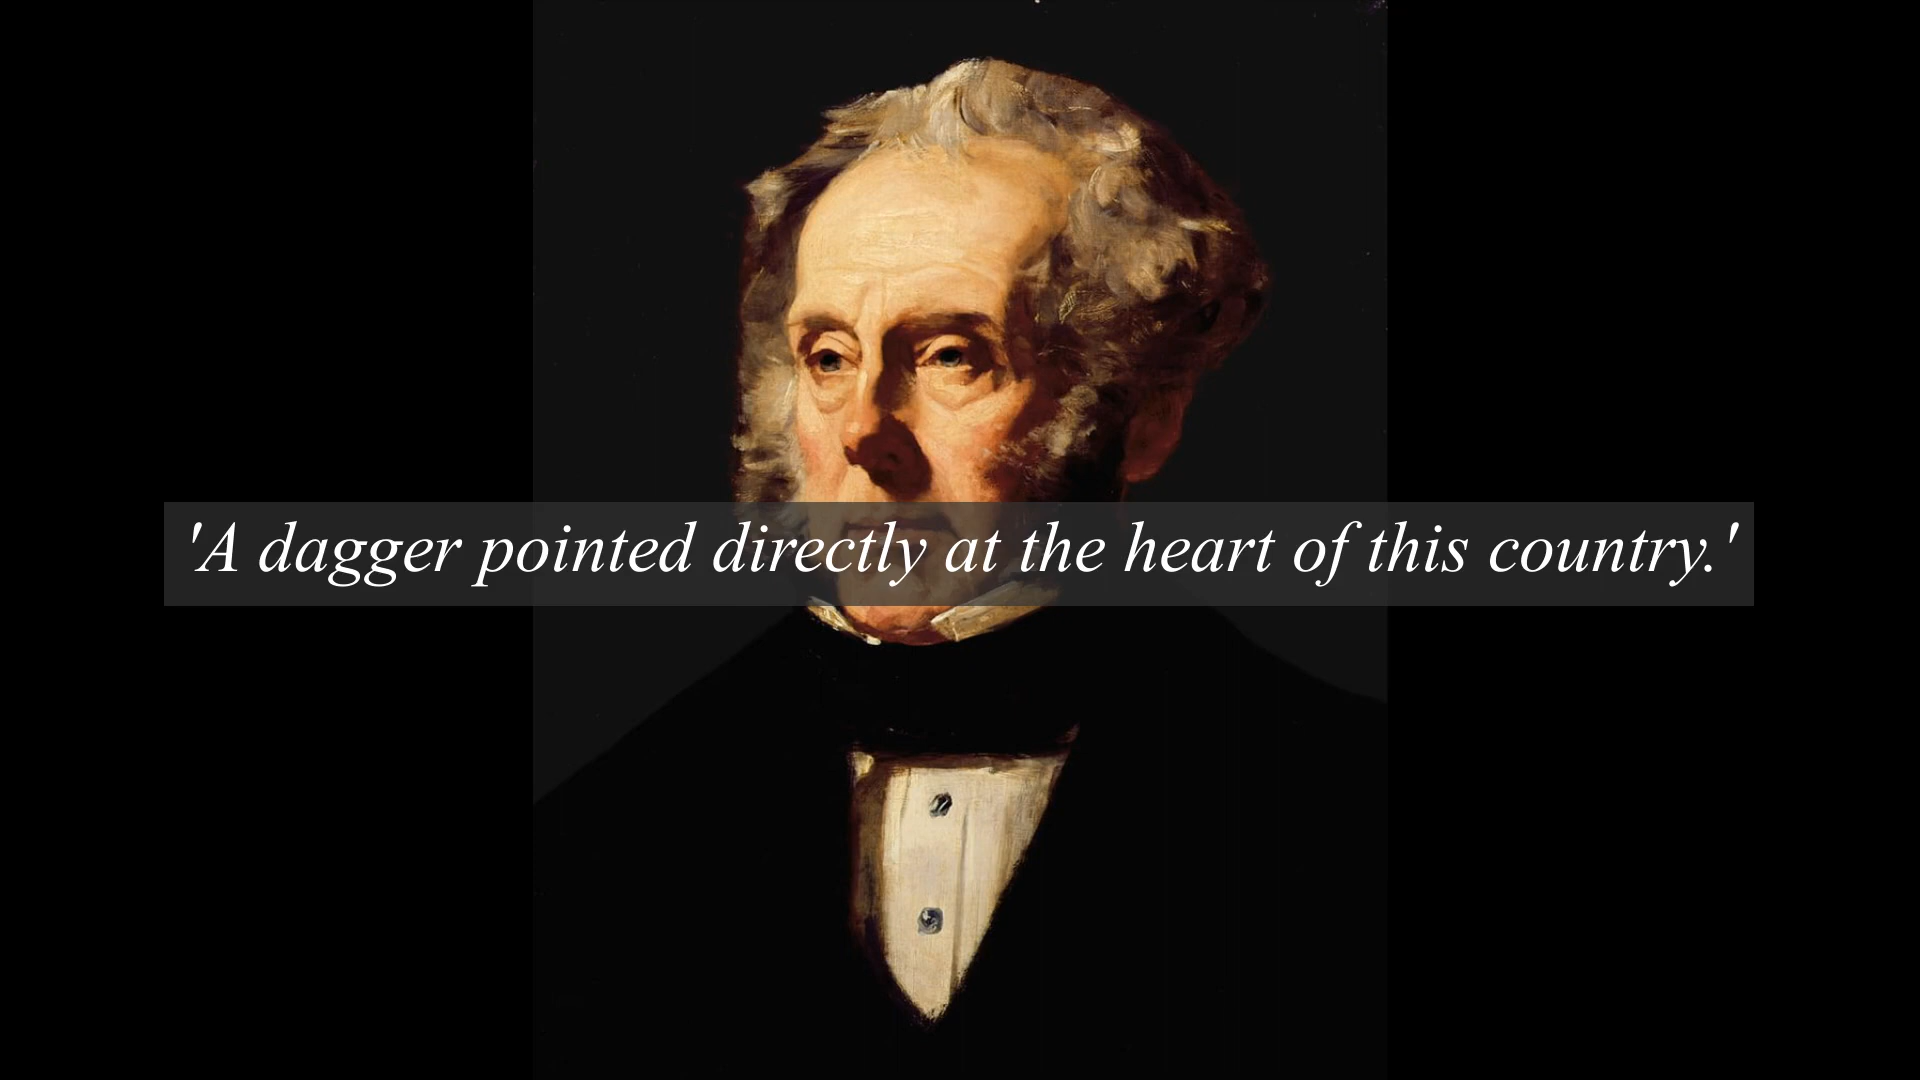 'A dagger pointed directly at the heart of this country.'